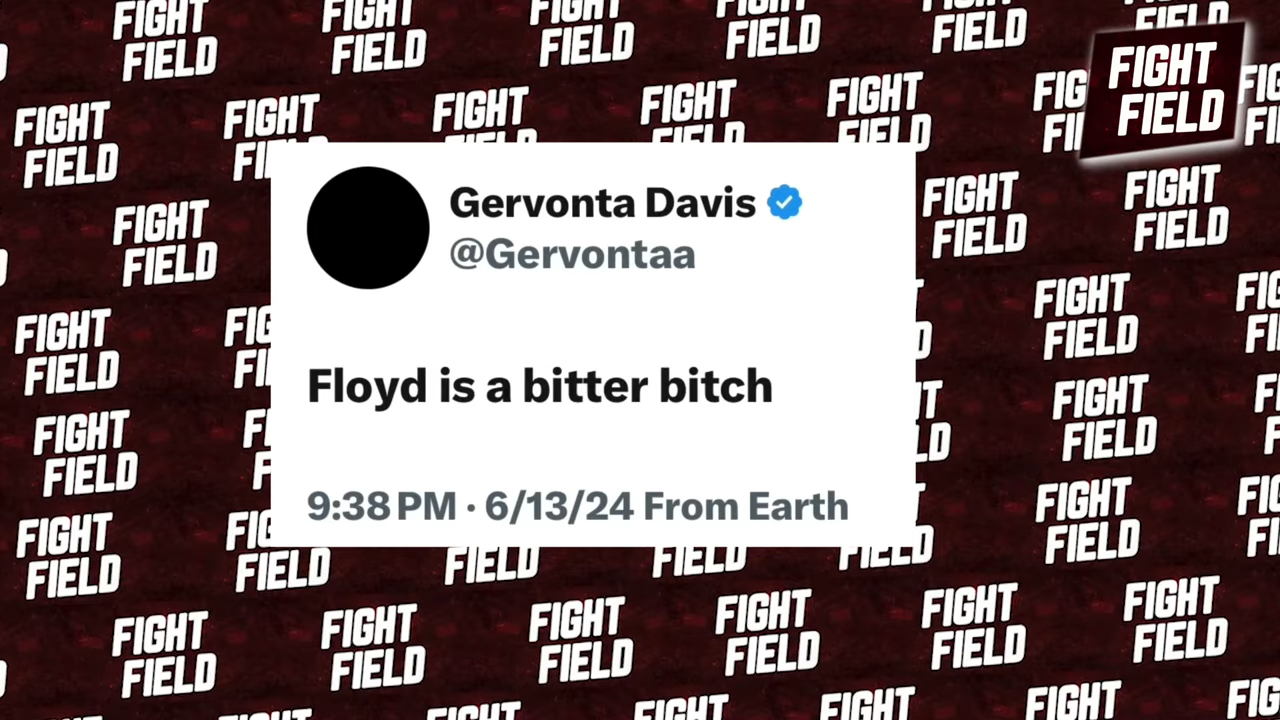 FIGHT
FIELD
Gervonta Davis
@Gervontaa
Floyd is a bitter bitch
9:38 PM · 6/13/24 From Earth